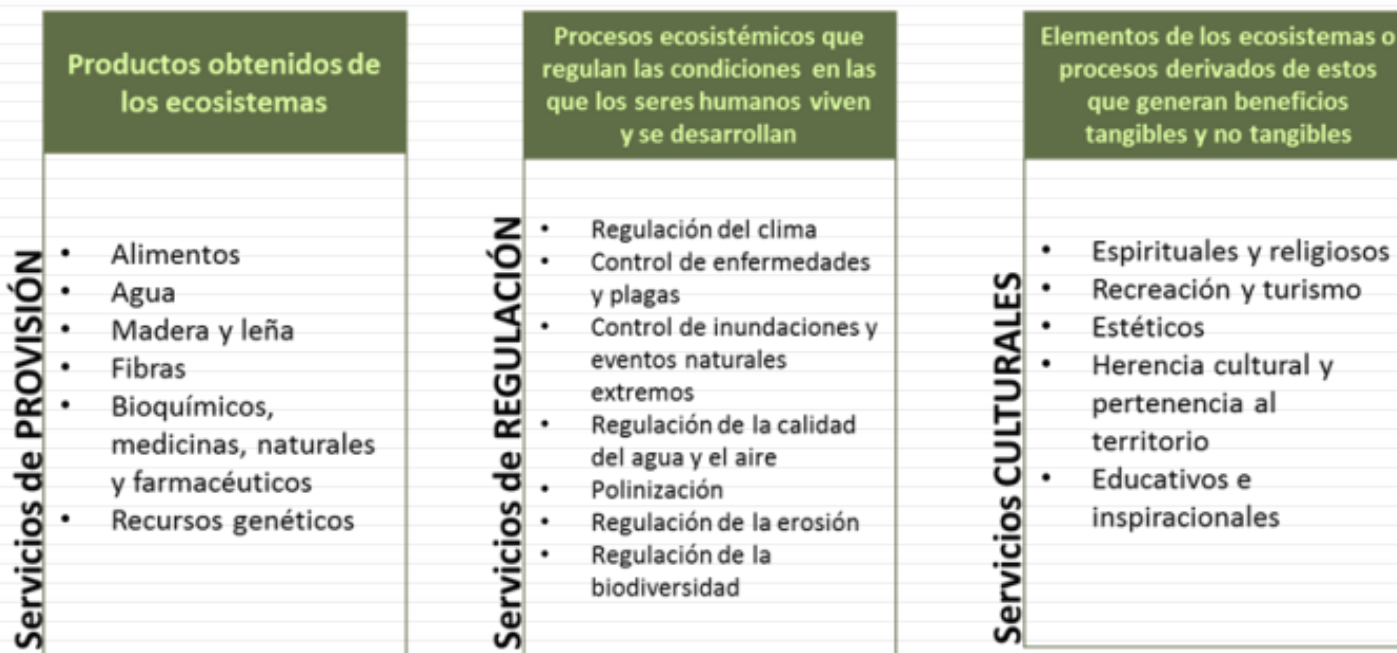 Productos obtenidos de
los ecosistemas
Servicios de PROVISIÓN
• Alimentos
• Agua
• Madera y leña
• Fibras
• Bioquímicos,
medicinas, naturales
y farmacéuticos
• Recursos genéticos
Procesos ecosistémicos que
regulan las condiciones en las
que los seres humanos viven
y se desarrollan
Servicios de REGULACIÓN
• Regulación del clima
• Control de enfermedades
y plagas
• Control de inundaciones y
eventos naturales
extremos
• Regulación de la calidad
del agua y el aire
• Polinización
• Regulación de la erosión
• Regulación de la
biodiversidad
Elementos de los ecosistemas o
procesos derivados de estos
que generan beneficios
tangibles y no tangibles
Servicios CULTURALES
• Espirituales y religiosos
• Recreación y turismo
• Estéticos
• Herencia cultural y
pertenencia al
territorio
• Educativos e
inspiracionales